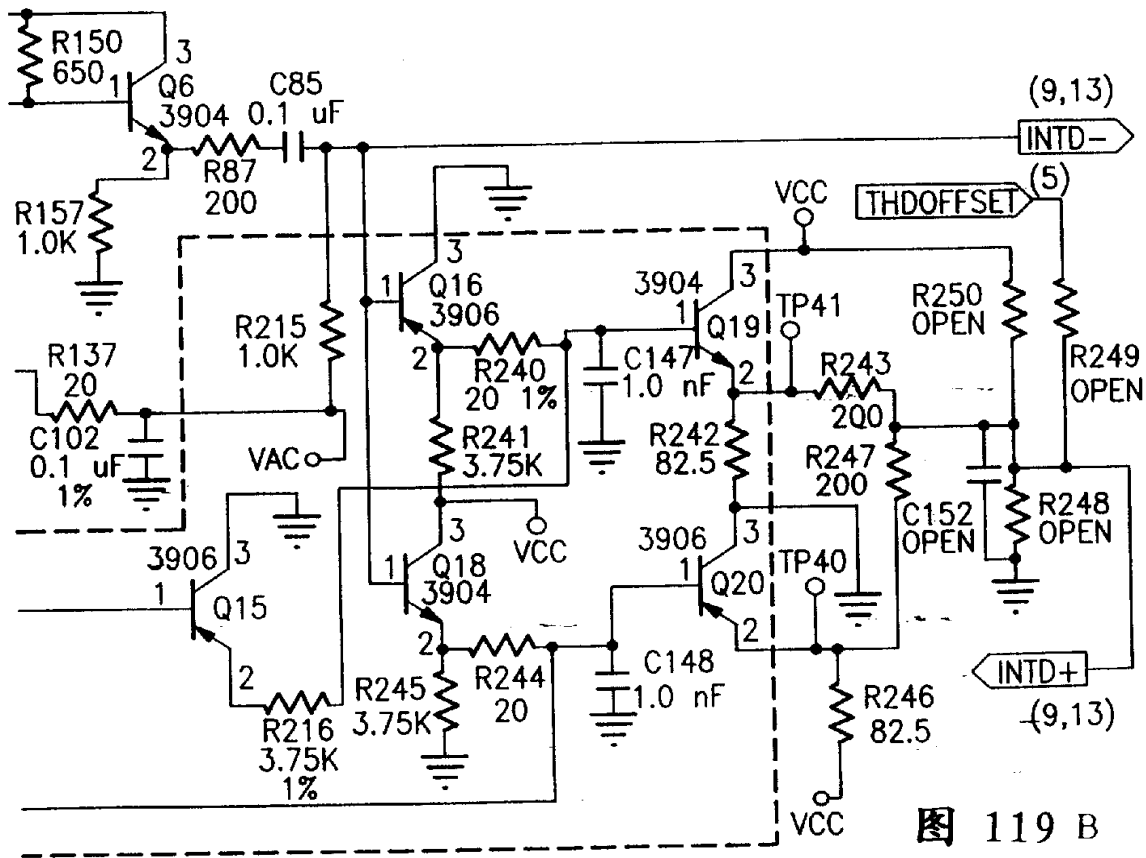 R150
650
3
1
Q6
3904
2
C85
0.1 uF
R87
200
(9,13)
INTD-
(5)
THDOFFSET
VCC
R157
1.0K
3
1
Q16
3906
2
3904
3
1
Q19
2
TP41
R250
OPEN
R249
OPEN
R215
1.0K
R240
20 1%
C147
1.0 nF
R243
200
R137
20
C102
0.1 uF
1%
VAC
R241
3.75K
R242
82.5
R247
200
C152
OPEN
R248
OPEN
VCC
3906
3
1
Q15
2
3
Q18
1
3904
2
3906
3
1
Q20
2
TP40
R216
3.75K
1%
R245
3.75K
R244
20
C148
1.0 nF
R246
82.5
VCC
INTD+
(9,13)
图 119 B